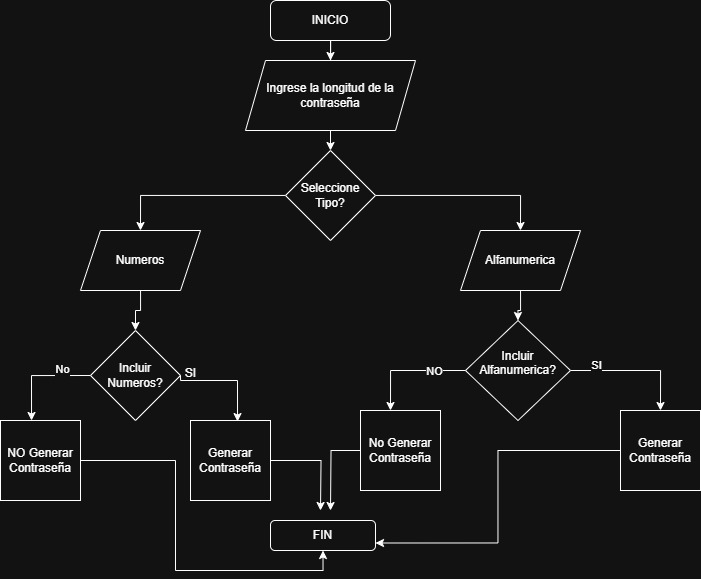 INICIO
Ingrese la longitud de la
contraseña
Seleccione
Tipo?
Numeros
Alfanumerica
Incluir
Numeros?
No
SI
Incluir
Alfanumerica?
NO
SI
NO Generar
Contraseña
Generar
Contraseña
No Generar
Contraseña
Generar
Contraseña
FIN